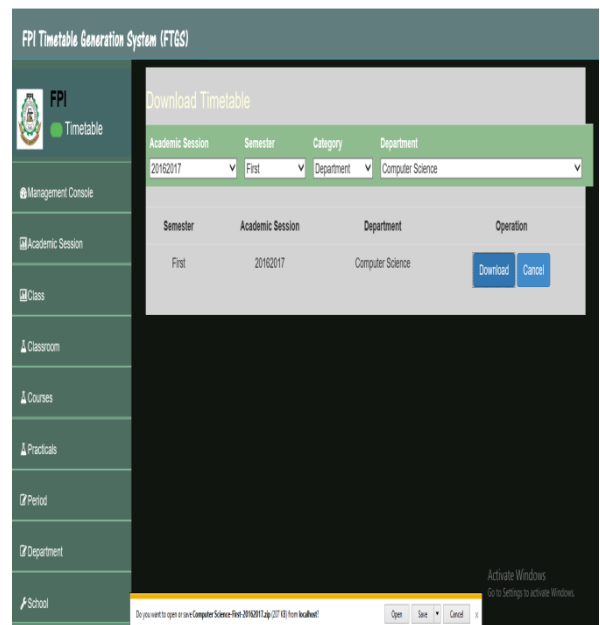 FPI Timetable Generation System (FTGS)
FPI
Timetable
Management Console
Academic Session
Class
Classroom
Courses
Practicals
Period
Department
School
Download Timetable
Academic Session Semester Category Department
20162017 First Department Computer Science
Semester Academic Session Department Operation
First 20162017 Computer Science Download Cancel
Activate Windows
Go to Settings to activate Windows.
Do you want to open or save Computer Science-First-20162017.zip (207 KB) from localhost? Open Save Cancel x